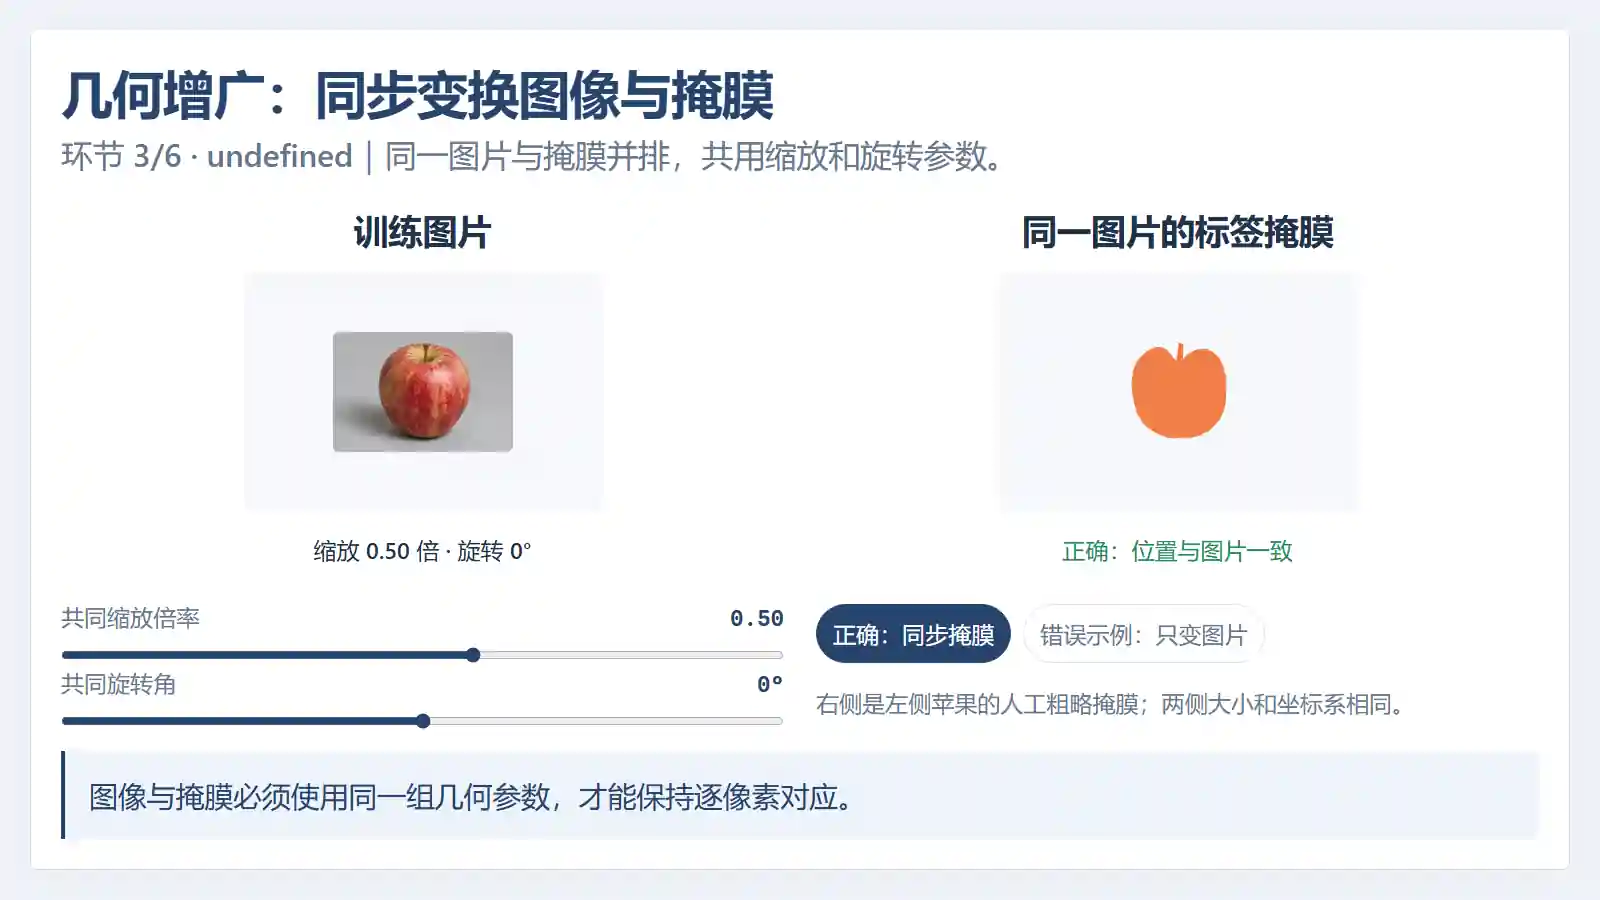 几何增广：同步变换图像与掩膜
环节 3/6 · undefined｜同一图片与掩膜并排，共用缩放和旋转参数。
训练图片
同一图片的标签掩膜
缩放 0.50 倍 · 旋转 0°
正确：位置与图片一致
共同缩放倍率
0.50
共同旋转角
0°
正确：同步掩膜
错误示例：只变图片
右侧是左侧苹果的人工粗略掩膜；两侧大小和坐标系相同。
图像与掩膜必须使用同一组几何参数，才能保持逐像素对应。